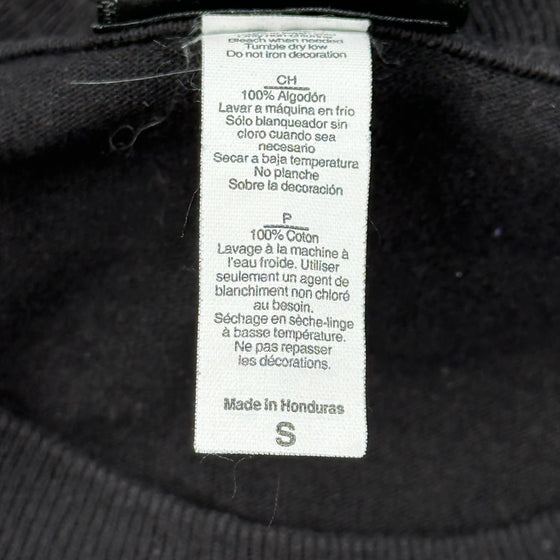 Bleach when needed
Tumble dry low
Do not iron decoration
CH
100% Algodón
Lavar a máquina en frío
Sólo blanqueador sin
cloro cuando sea
necesario
Secar a baja temperatura
No planche
Sobre la decoración
P
100% Coton
Lavage à la machine à
l'eau froide. Utiliser
seulement un agent de
blanchiment non chloré
au besoin.
Séchage en sèche-linge
à basse température.
Ne pas repasser
les décorations.
Made in Honduras
S